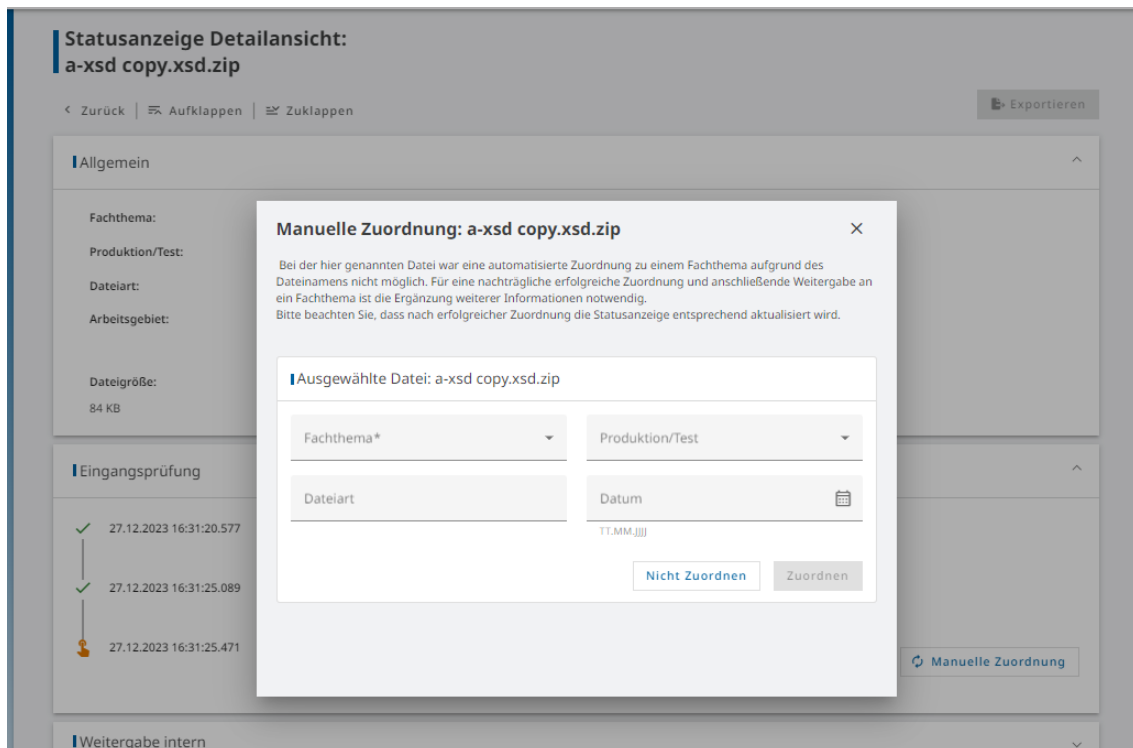 Statusanzeige Detailansicht:
a-xsd copy.xsd.zip
Zurück | Aufklappen | Zuklappen
Exportieren
Allgemein
Fachthema:
Produktion/Test:
Dateiart:
Arbeitsgebiet:
Dateigröße:
84 KB
Eingangsprüfung
27.12.2023 16:31:20.577
27.12.2023 16:31:25.089
27.12.2023 16:31:25.471
Manuelle Zuordnung
Weitergabe intern
Manuelle Zuordnung: a-xsd copy.xsd.zip
Bei der hier genannten Datei war eine automatisierte Zuordnung zu einem Fachthema aufgrund des
Dateinamens nicht möglich. Für eine nachträgliche erfolgreiche Zuordnung und anschließende Weitergabe an
ein Fachthema ist die Ergänzung weiterer Informationen notwendig.
Bitte beachten Sie, dass nach erfolgreicher Zuordnung die Statusanzeige entsprechend aktualisiert wird.
Ausgewählte Datei: a-xsd copy.xsd.zip
Fachthema*
Produktion/Test
Dateiart
Datum
TT.MM.JJJJ
Nicht Zuordnen
Zuordnen